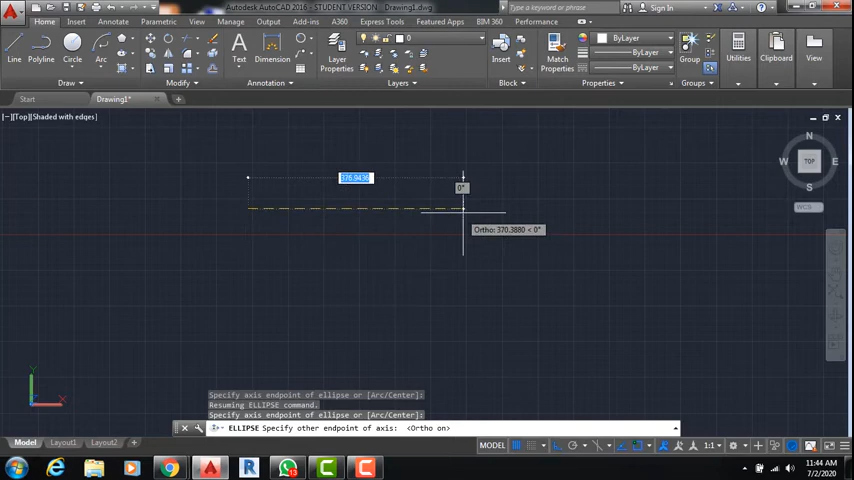 Autodesk AutoCAD 2016 - STUDENT VERSION Drawing1.dwg
Type a keyword or phrase
Sign In
Home Insert Annotate Parametric View Manage Output Add-ins A360 Express Tools Featured Apps BIM 360 Performance
Line Polyline Circle Arc Text Dimension Layer Properties 0 Insert Match Properties ByLayer Group Utilities Clipboard View
ByLayer
ByLayer
Draw Modify Annotation Layers Block Properties Groups
Start Drawing1*
[−][Top][Shaded with edges]
N
W TOP E
S
WCS
376.9436
0°
Ortho: 370.3880 < 0°
Y
X
Specify axis endpoint of ellipse or [Arc/Center]:
Resuming ELLIPSE command.
Specify axis endpoint of ellipse or [Arc/Center]:
ELLIPSE Specify other endpoint of axis: <Ortho on>
Model Layout1 Layout2 MODEL 1:1
13
11:44 AM
7/2/2020